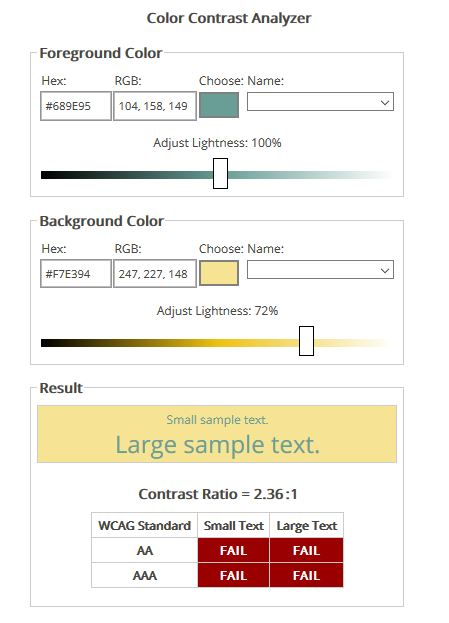 Color Contrast Analyzer
Foreground Color
Hex: RGB: Choose: Name:
#689E95 104, 158, 149
Adjust Lightness: 100%
Background Color
Hex: RGB: Choose: Name:
#F7E394 247, 227, 148
Adjust Lightness: 72%
Result
Small sample text.
Large sample text.
Contrast Ratio = 2.36:1
WCAG Standard Small Text Large Text
AA FAIL FAIL
AAA FAIL FAIL